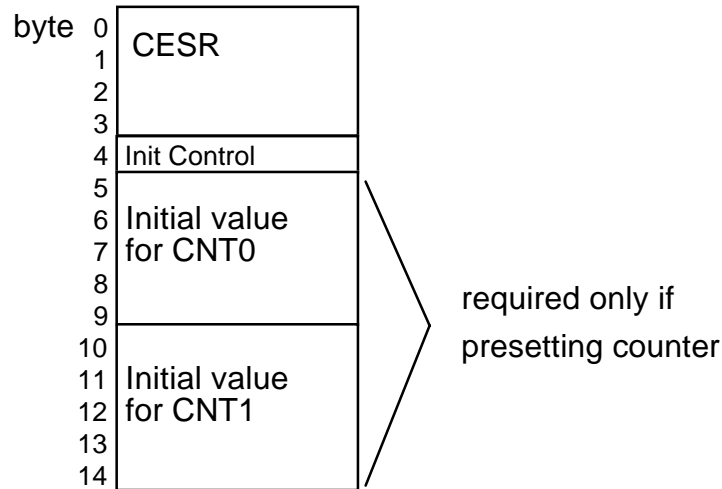 byte 0
CESR
1
2
3
4 Init Control
5
6 Initial value
7 for CNT0
8
9
required only if
presetting counter
10
11 Initial value
12 for CNT1
13
14